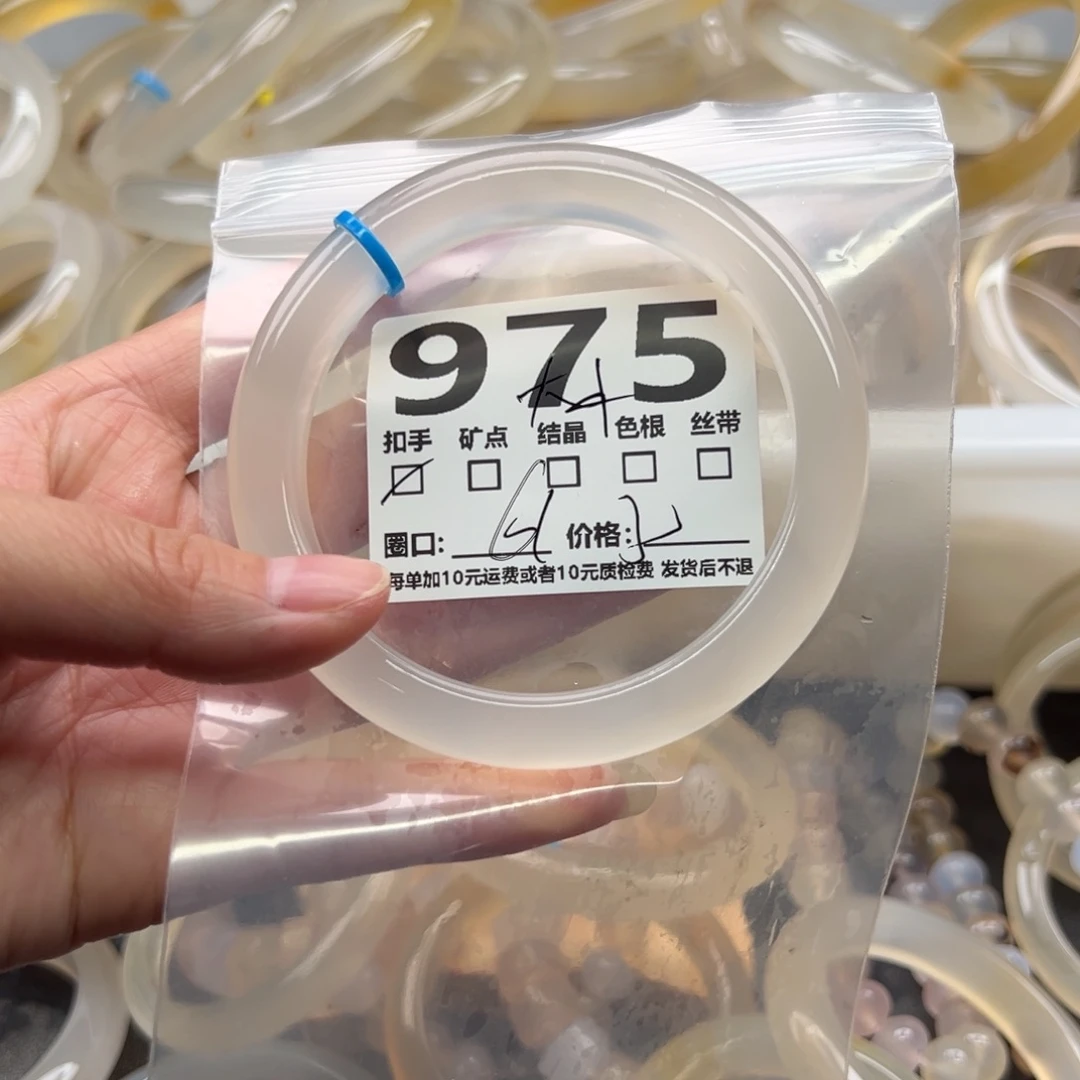 975
扣手 矿点 结晶 色根 丝带
圈口: 价格:
每单加10元运费或者10元质检费 发货后不退